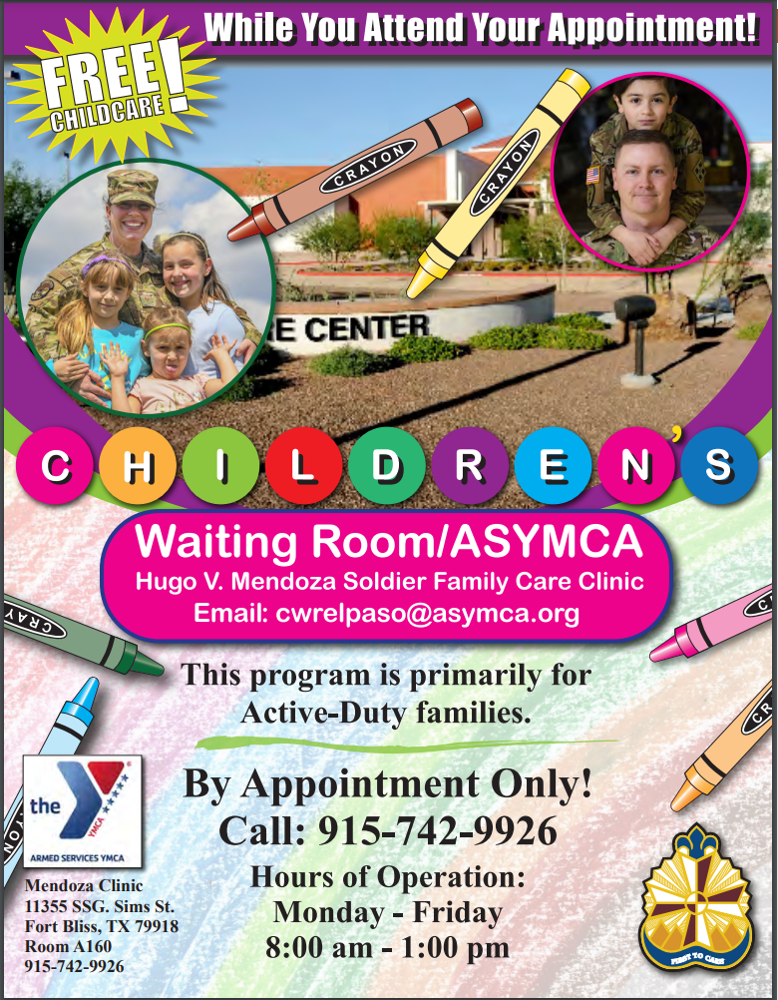 While You Attend Your Appointment!
FREE!
CHILDCARE
CRAYON
CRAYON
RE CENTER
CHILDREN'S
Waiting Room/ASYMCA
Hugo V. Mendoza Soldier Family Care Clinic
Email: cwrelpaso@asymca.org
CRAY
C
This program is primarily for
Active-Duty families.
CR
By Appointment Only!
Call: 915-742-9926
the
YMCA
ARMED SERVICES YMCA
YON
Hours of Operation:
Monday - Friday
8:00 am - 1:00 pm
Mendoza Clinic
11355 SSG. Sims St.
Fort Bliss, TX 79918
Room A160
915-742-9926
FIRST TO CARE